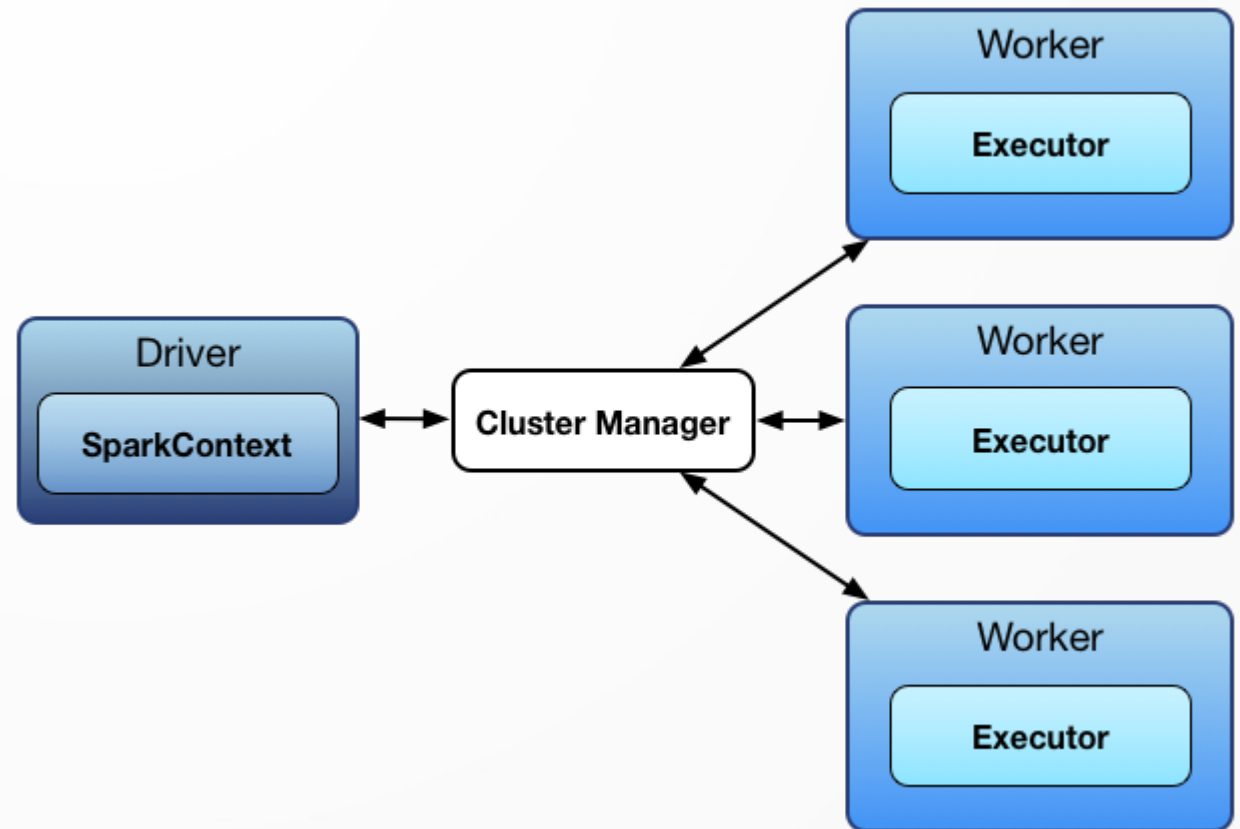 Driver
SparkContext
Cluster Manager
Worker
Executor
Worker
Executor
Worker
Executor